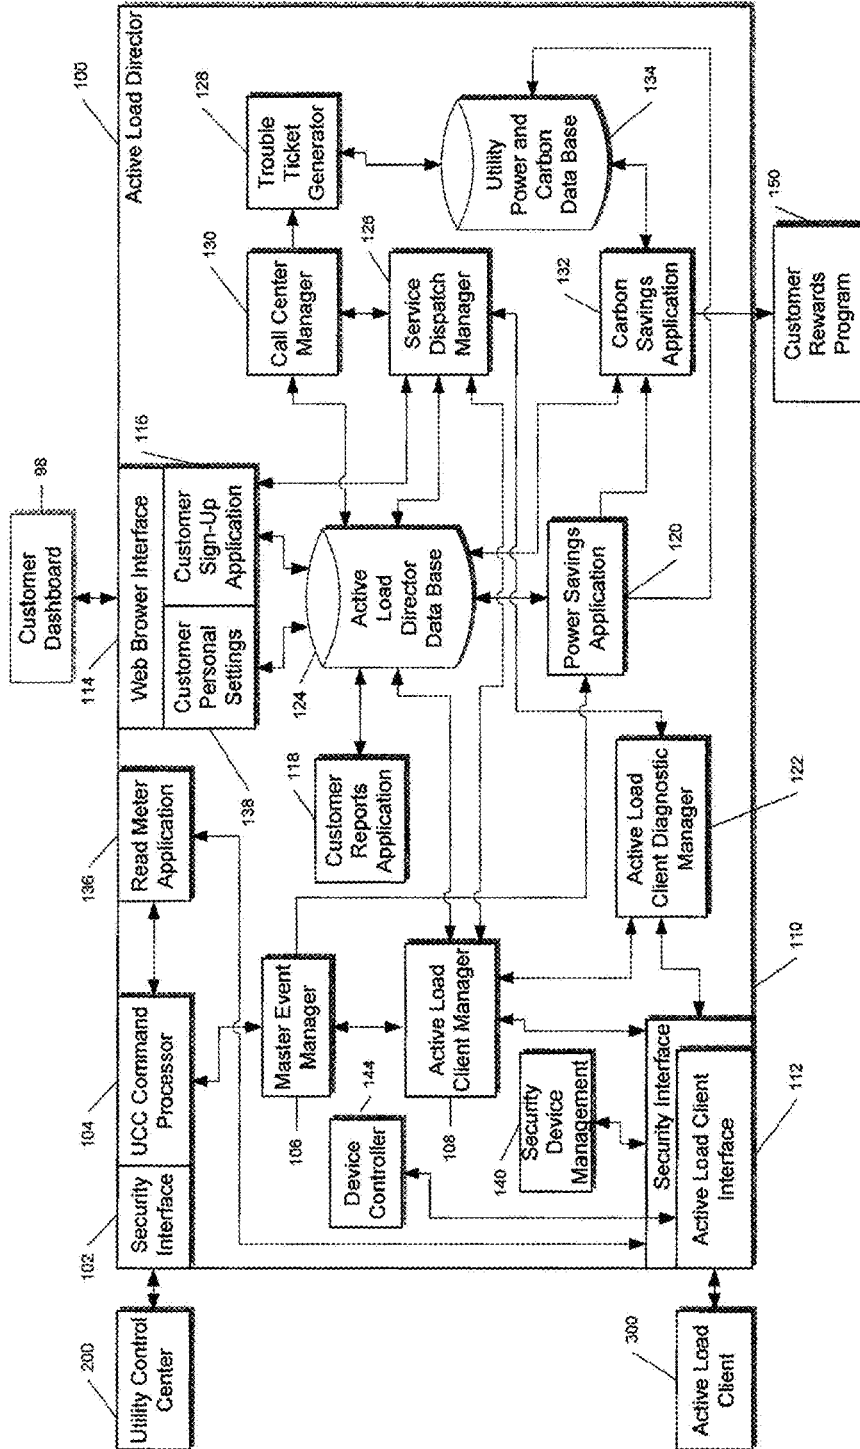 98
Customer
Dashboard
100
Active Load Director
114
Web Brower Interface
116
Customer
Personal
Settings
Customer
Sign-Up
Application
138
136
Read Meter
Application
104
UCC Command
Processor
102
Security
Interface
200
Utility Control
Center
128
Trouble
Ticket
Generator
130
Call Center
Manager
126
Service
Dispatch
Manager
124
Active
Load
Director
Data Base
118
Customer
Reports
Application
106
Master Event
Manager
144
Device
Controller
108
Active Load
Client Manager
140
Security
Device
Management
134
Utility
Power and
Carbon
Data Base
132
Carbon
Savings
Application
120
Power Savings
Application
122
Active Load
Client Diagnostic
Manager
110
Security Interface
112
Active Load Client
Interface
300
Active Load
Client
150
Customer
Rewards
Program